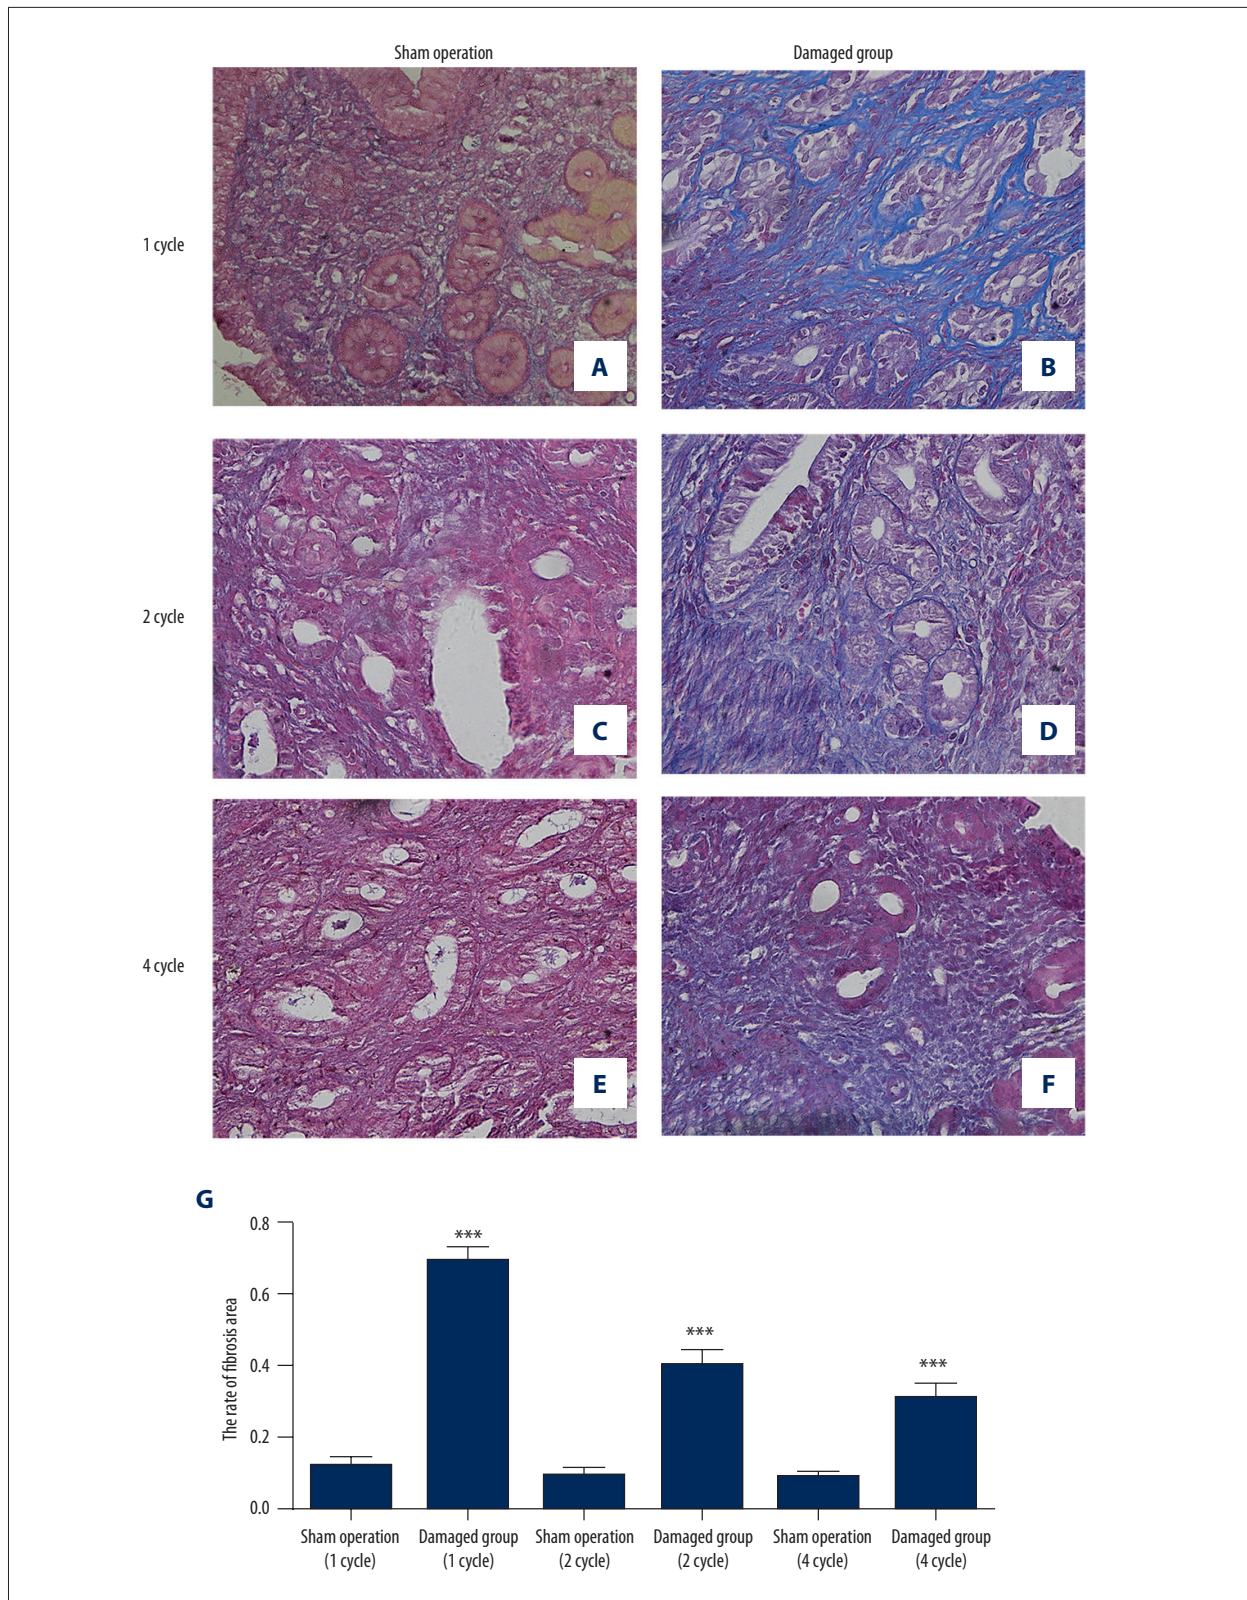 Sham operation
Damaged group
1 cycle
A
B
2 cycle
C
D
4 cycle
E
F
G
The rate of fibrosis area
0.8
0.6
0.4
0.2
0.0
***
***
***
Sham operation
(1 cycle)
Damaged group
(1 cycle)
Sham operation
(2 cycle)
Damaged group
(2 cycle)
Sham operation
(4 cycle)
Damaged group
(4 cycle)